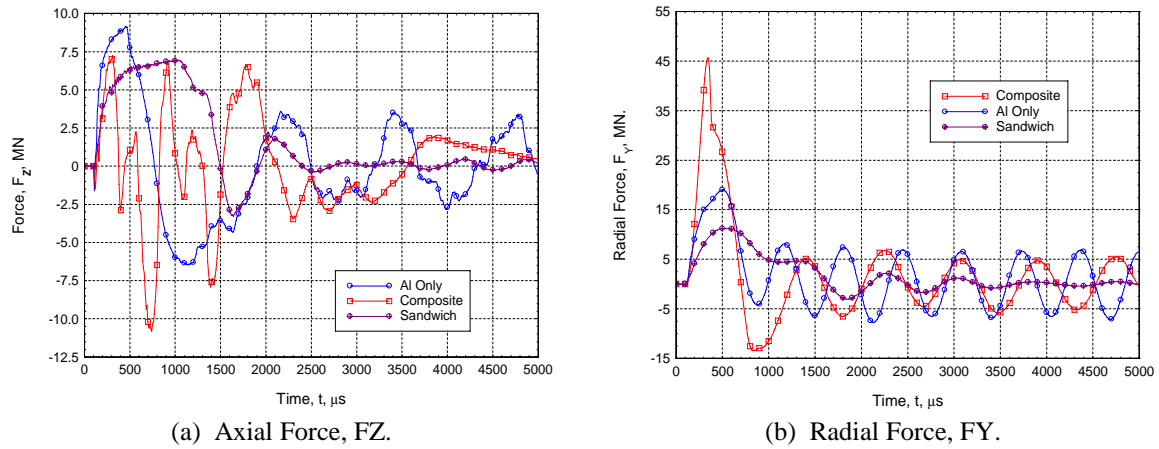 10.0
7.5
5.0
2.5
0.0
-2.5
-5.0
-7.5
-10.0
-12.5
Force, F_Z, MN
0 500 1000 1500 2000 2500 3000 3500 4000 4500 5000
Time, t, μs
Al Only
Composite
Sandwich
(a) Axial Force, FZ.
55
45
35
25
15
5
-5
-15
Radial Force, F_Y, MN.
0 500 1000 1500 2000 2500 3000 3500 4000 4500 5000
Time, t, μs
Composite
Al Only
Sandwich
(b) Radial Force, FY.